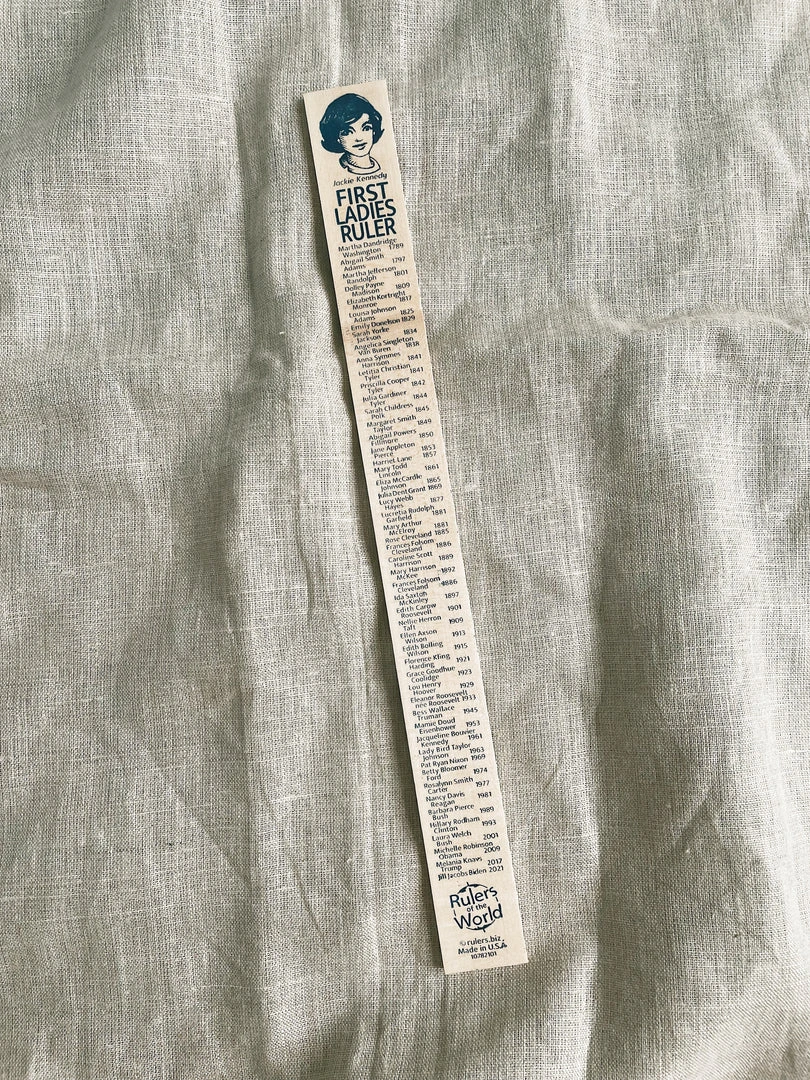 Jackie Kennedy
FIRST
LADIES
RULER
Martha Dandridge
Washington 1789
Abigail Smith
Adams 1797
Martha Jefferson
Randolph 1801
Dolley Payne
Madison 1809
Elizabeth Kortright
Monroe 1817
Louisa Johnson
Adams 1825
Emily Donelson 1829
Sarah Yorke
Jackson 1834
Angelica Singleton
Van Buren 1838
Anna Symmes
Harrison 1841
Letitia Christian
Tyler 1841
Priscilla Cooper
Tyler 1842
Julia Gardiner
Tyler 1844
Sarah Childress
Polk 1845
Margaret Smith
Taylor 1849
Abigail Powers
Fillmore 1850
Jane Appleton
Pierce 1853
Harriet Lane 1857
Mary Todd
Lincoln 1861
Eliza McCardle
Johnson 1865
Julia Dent Grant 1869
Lucy Webb
Hayes 1877
Lucretia Rudolph
Garfield 1881
Mary Arthur
McElroy 1881
Rose Cleveland 1885
Frances Folsom
Cleveland 1886
Caroline Scott
Harrison 1889
Mary Harrison
McKee 1892
Frances Folsom
Cleveland
Ida Saxton
McKinley 1897
Edith Carow
Roosevelt 1901
Nellie Herron
Taft 1909
Ellen Axson
Wilson 1913
Edith Bolling
Wilson 1915
Florence Kling
Harding 1921
Grace Goodhue
Coolidge 1923
Lou Henry
Hoover 1929
Eleanor Roosevelt
nee Roosevelt 1933
Bess Wallace
Truman 1945
Mamie Doud
Eisenhower 1953
Jacqueline Bouvier
Kennedy 1961
Lady Bird Taylor
Johnson 1963
Pat Ryan Nixon 1969
Betty Bloomer
Ford 1974
Rosalynn Smith
Carter 1977
Nancy Davis
Reagan 1981
Barbara Pierce
Bush 1989
Hillary Rodham
Clinton 1993
Laura Welch
Bush 2001
Michelle Robinson
Obama 2009
Melania Knavs
Trump 2017
Jill Jacobs Biden 2021
Rulers
of the
World
© rulers.biz
Made in U.S.A
10782101